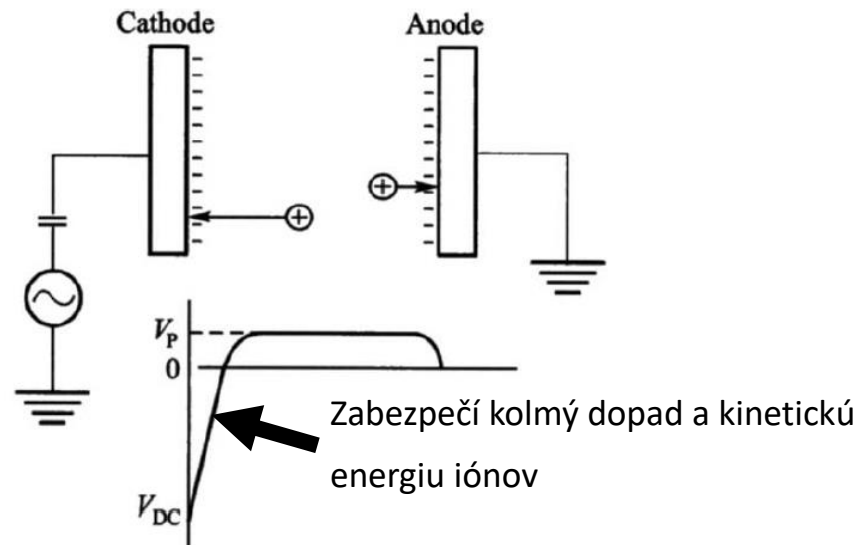 Cathode
Anode
V_P
0
Zabezpečí kolmý dopad a kinetickú
energiu iónov
V_DC